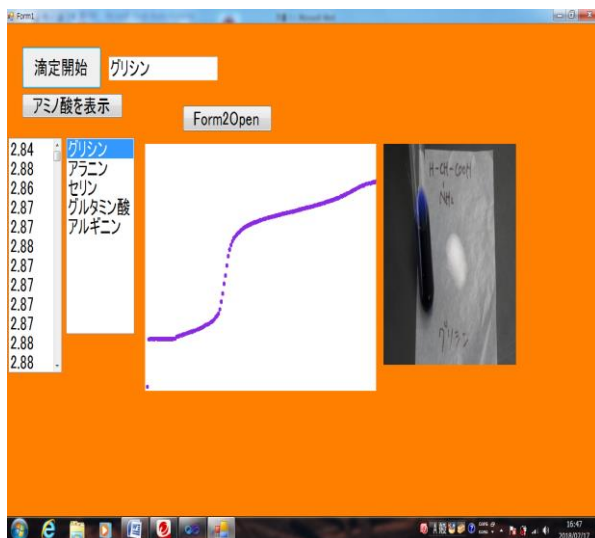 Form1
滴定開始
グリシン
アミノ酸を表示
Form2Open
2.84
2.88
2.86
2.87
2.87
2.88
2.87
2.87
2.87
2.87
2.88
2.88
グリシン
アラニン
セリン
グルタミン酸
アルギニン
H-CH-COOH
NH₂
グリシン
A般
16:47
2018/07/17